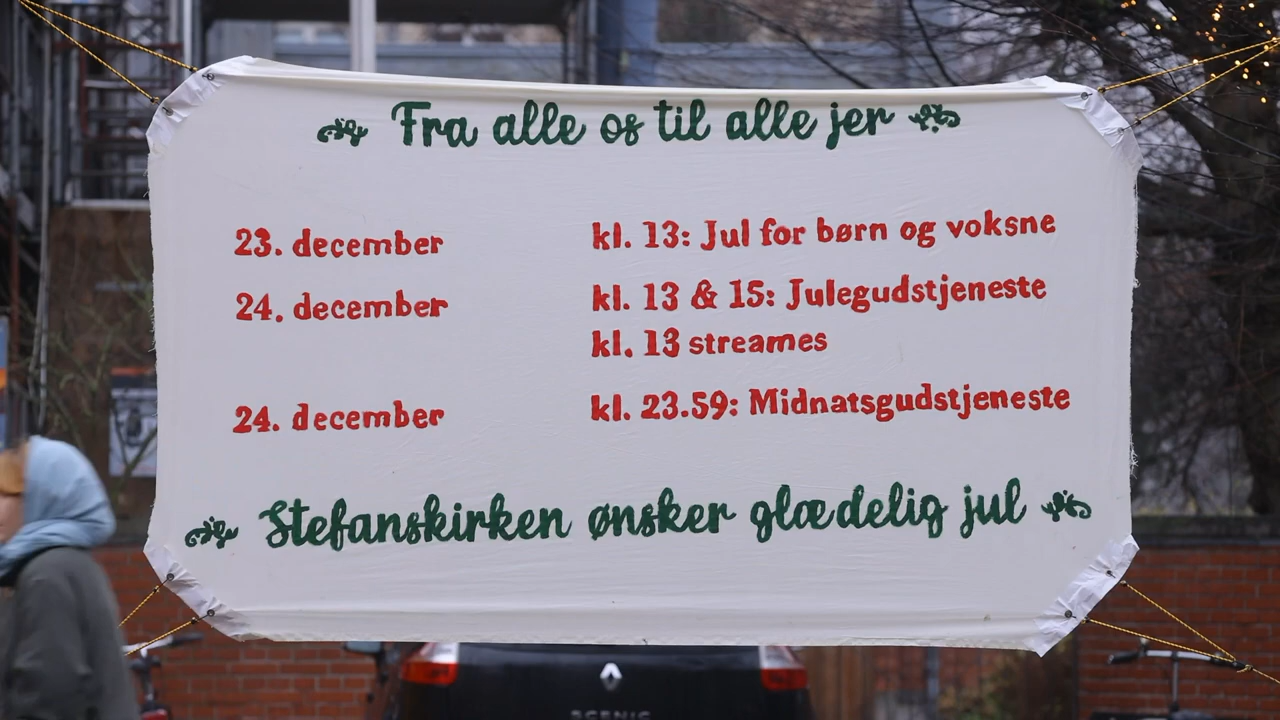 Fra alle os til alle jer
23. december kl. 13: Jul for børn og voksne
24. december kl. 13 & 15: Julegudstjeneste
kl. 13 streames
24. december kl. 23.59: Midnatsgudstjeneste
Stefanskirken ønsker glædelig jul
SCENIC